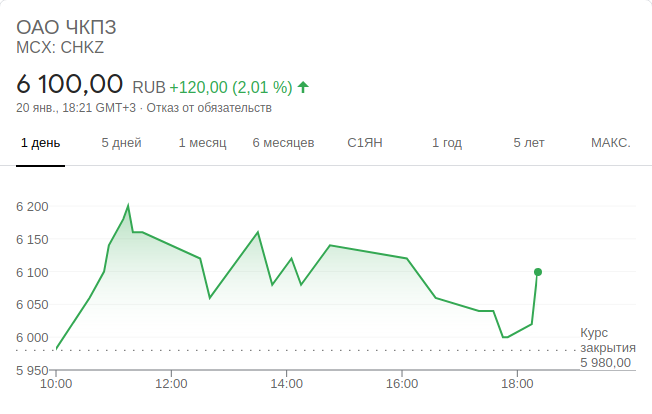 ОАО ЧКПЗ
MCX: CHKZ
6 100,00 RUB +120,00 (2,01 %)
20 янв., 18:21 GMT+3 · Отказ от обязательств
1 день 5 дней 1 месяц 6 месяцев С1ЯН 1 год 5 лет МАКС.
6 200
6 150
6 100
6 050
6 000
Курс
закрытия
5 980,00
5 950
10:00 12:00 14:00 16:00 18:00